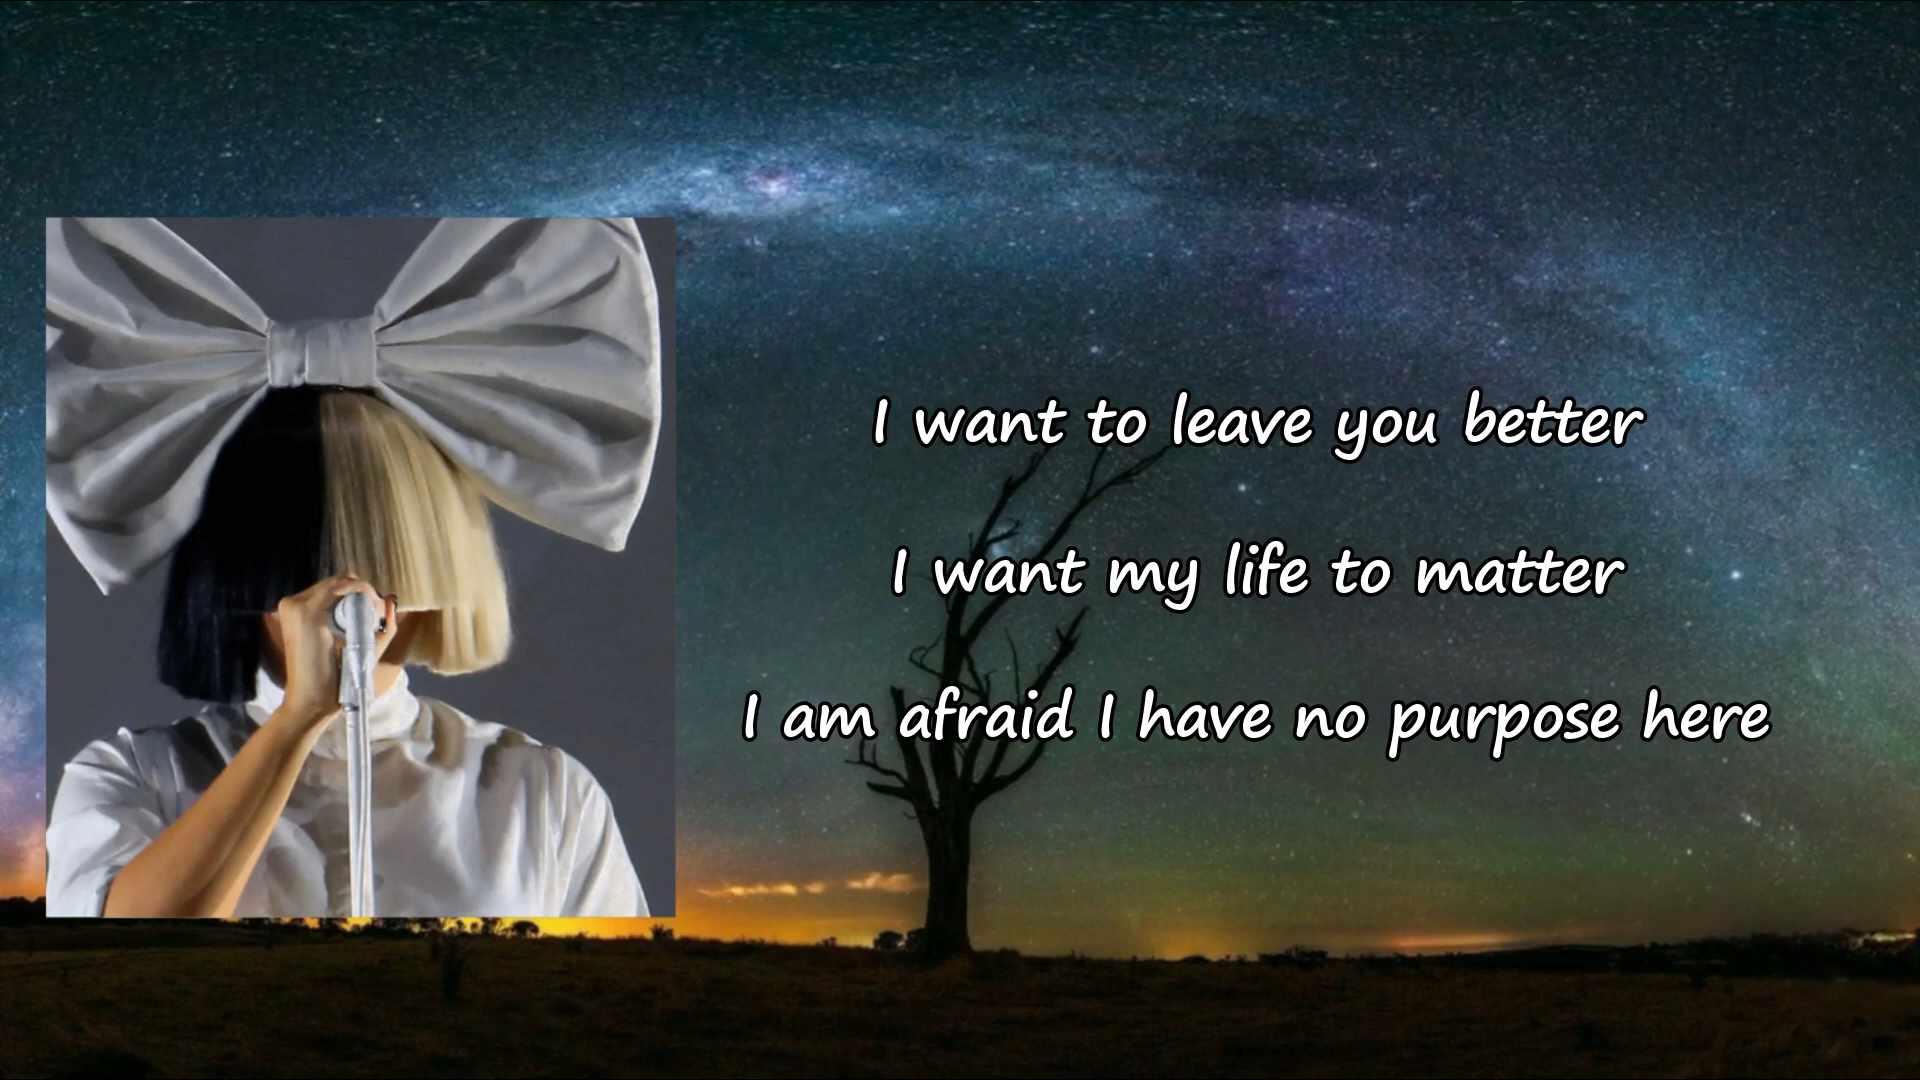 I want to leave you better
I want my life to matter
I am afraid I have no purpose here